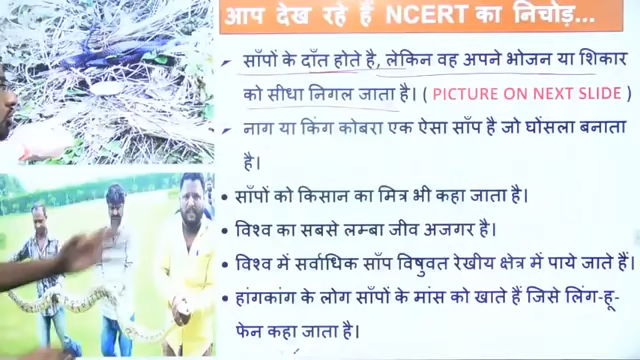 आप देख रहे हैं NCERT का निचोड़...
➢ साँपों के दाँत होते है, लेकिन वह अपने भोजन या शिकार
को सीधा निगल जाता है। ( PICTURE ON NEXT SLIDE )
➢ नाग या किंग कोबरा एक ऐसा साँप है जो घोंसला बनाता
है।
• साँपों को किसान का मित्र भी कहा जाता है।
• विश्व का सबसे लम्बा जीव अजगर है।
• विश्व में सर्वाधिक साँप विषुवत रेखीय क्षेत्र में पाये जाते हैं।
• हांगकांग के लोग साँपों के मांस को खाते हैं जिसे लिंग-हू-
फेन कहा जाता है।